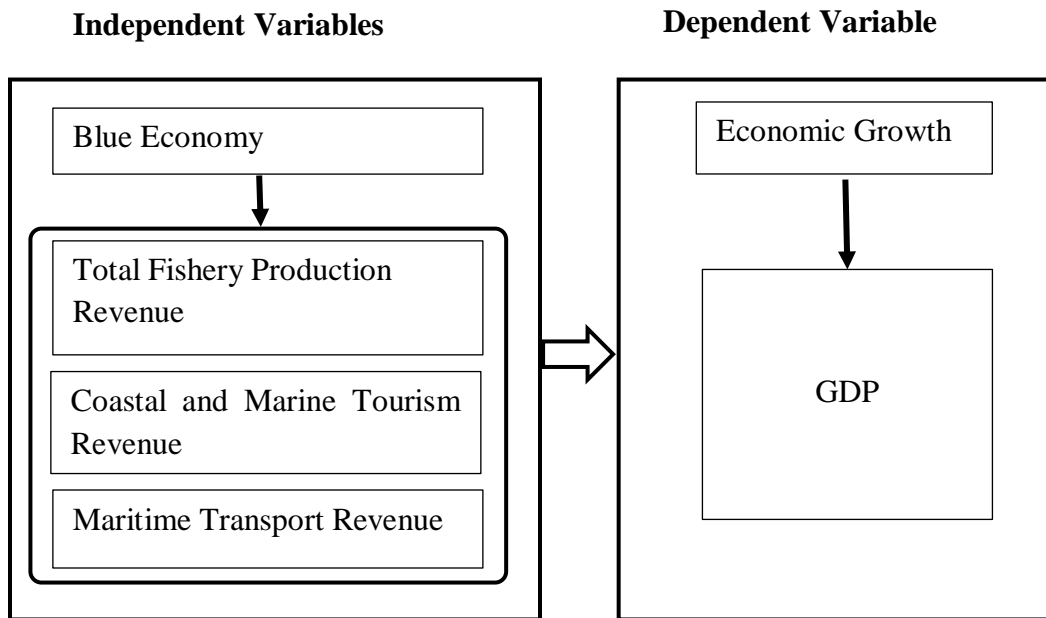 Independent Variables
Dependent Variable
Blue Economy
Total Fishery Production
Revenue
Coastal and Marine Tourism
Revenue
Maritime Transport Revenue
Economic Growth
GDP